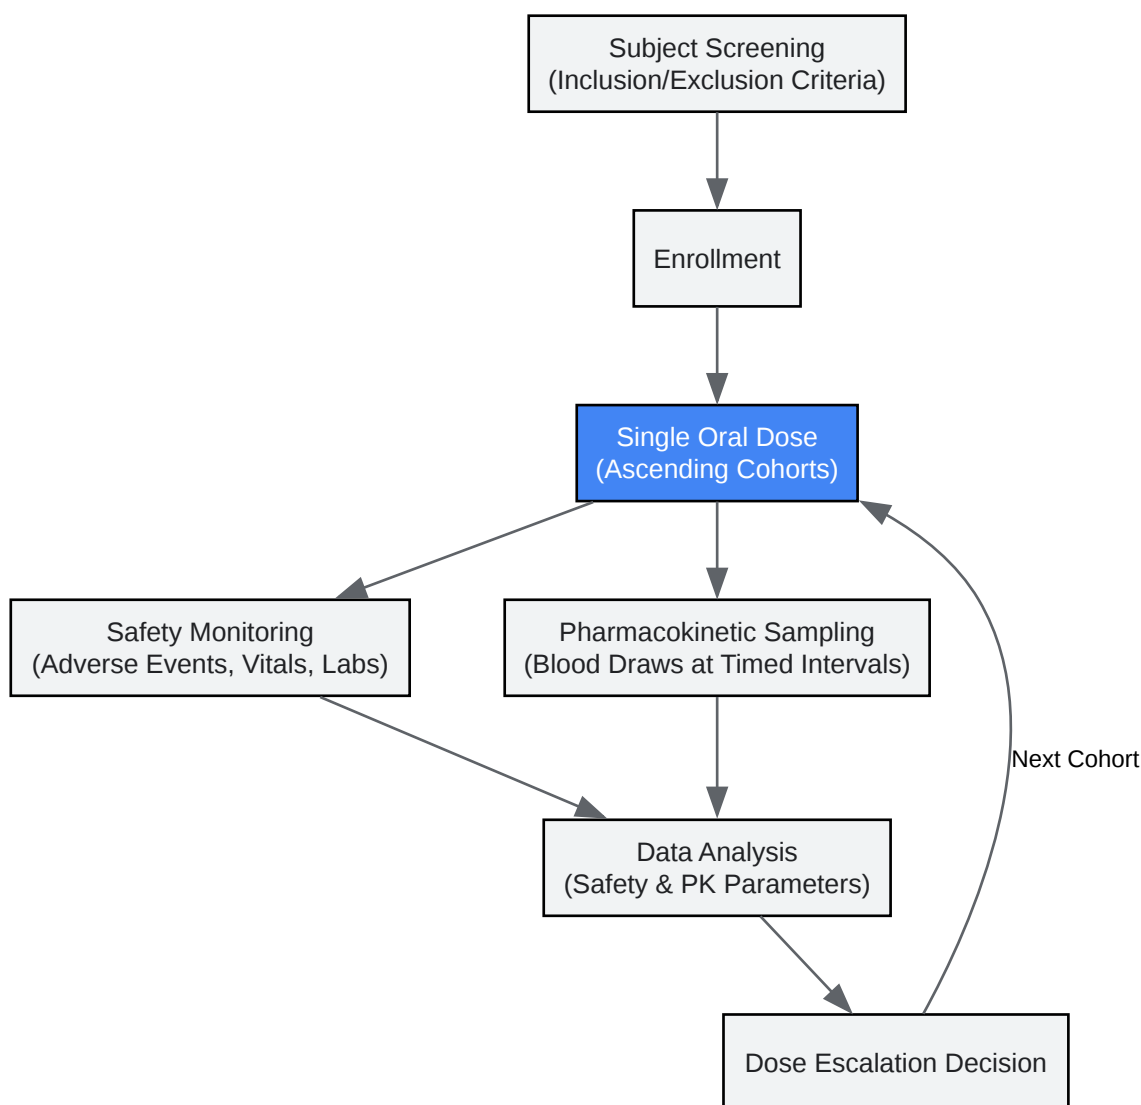 Subject Screening
(Inclusion/Exclusion Criteria)
Enrollment
Single Oral Dose
(Ascending Cohorts)
Safety Monitoring
(Adverse Events, Vitals, Labs)
Pharmacokinetic Sampling
(Blood Draws at Timed Intervals)
Next Cohort
Data Analysis
(Safety & PK Parameters)
Dose Escalation Decision